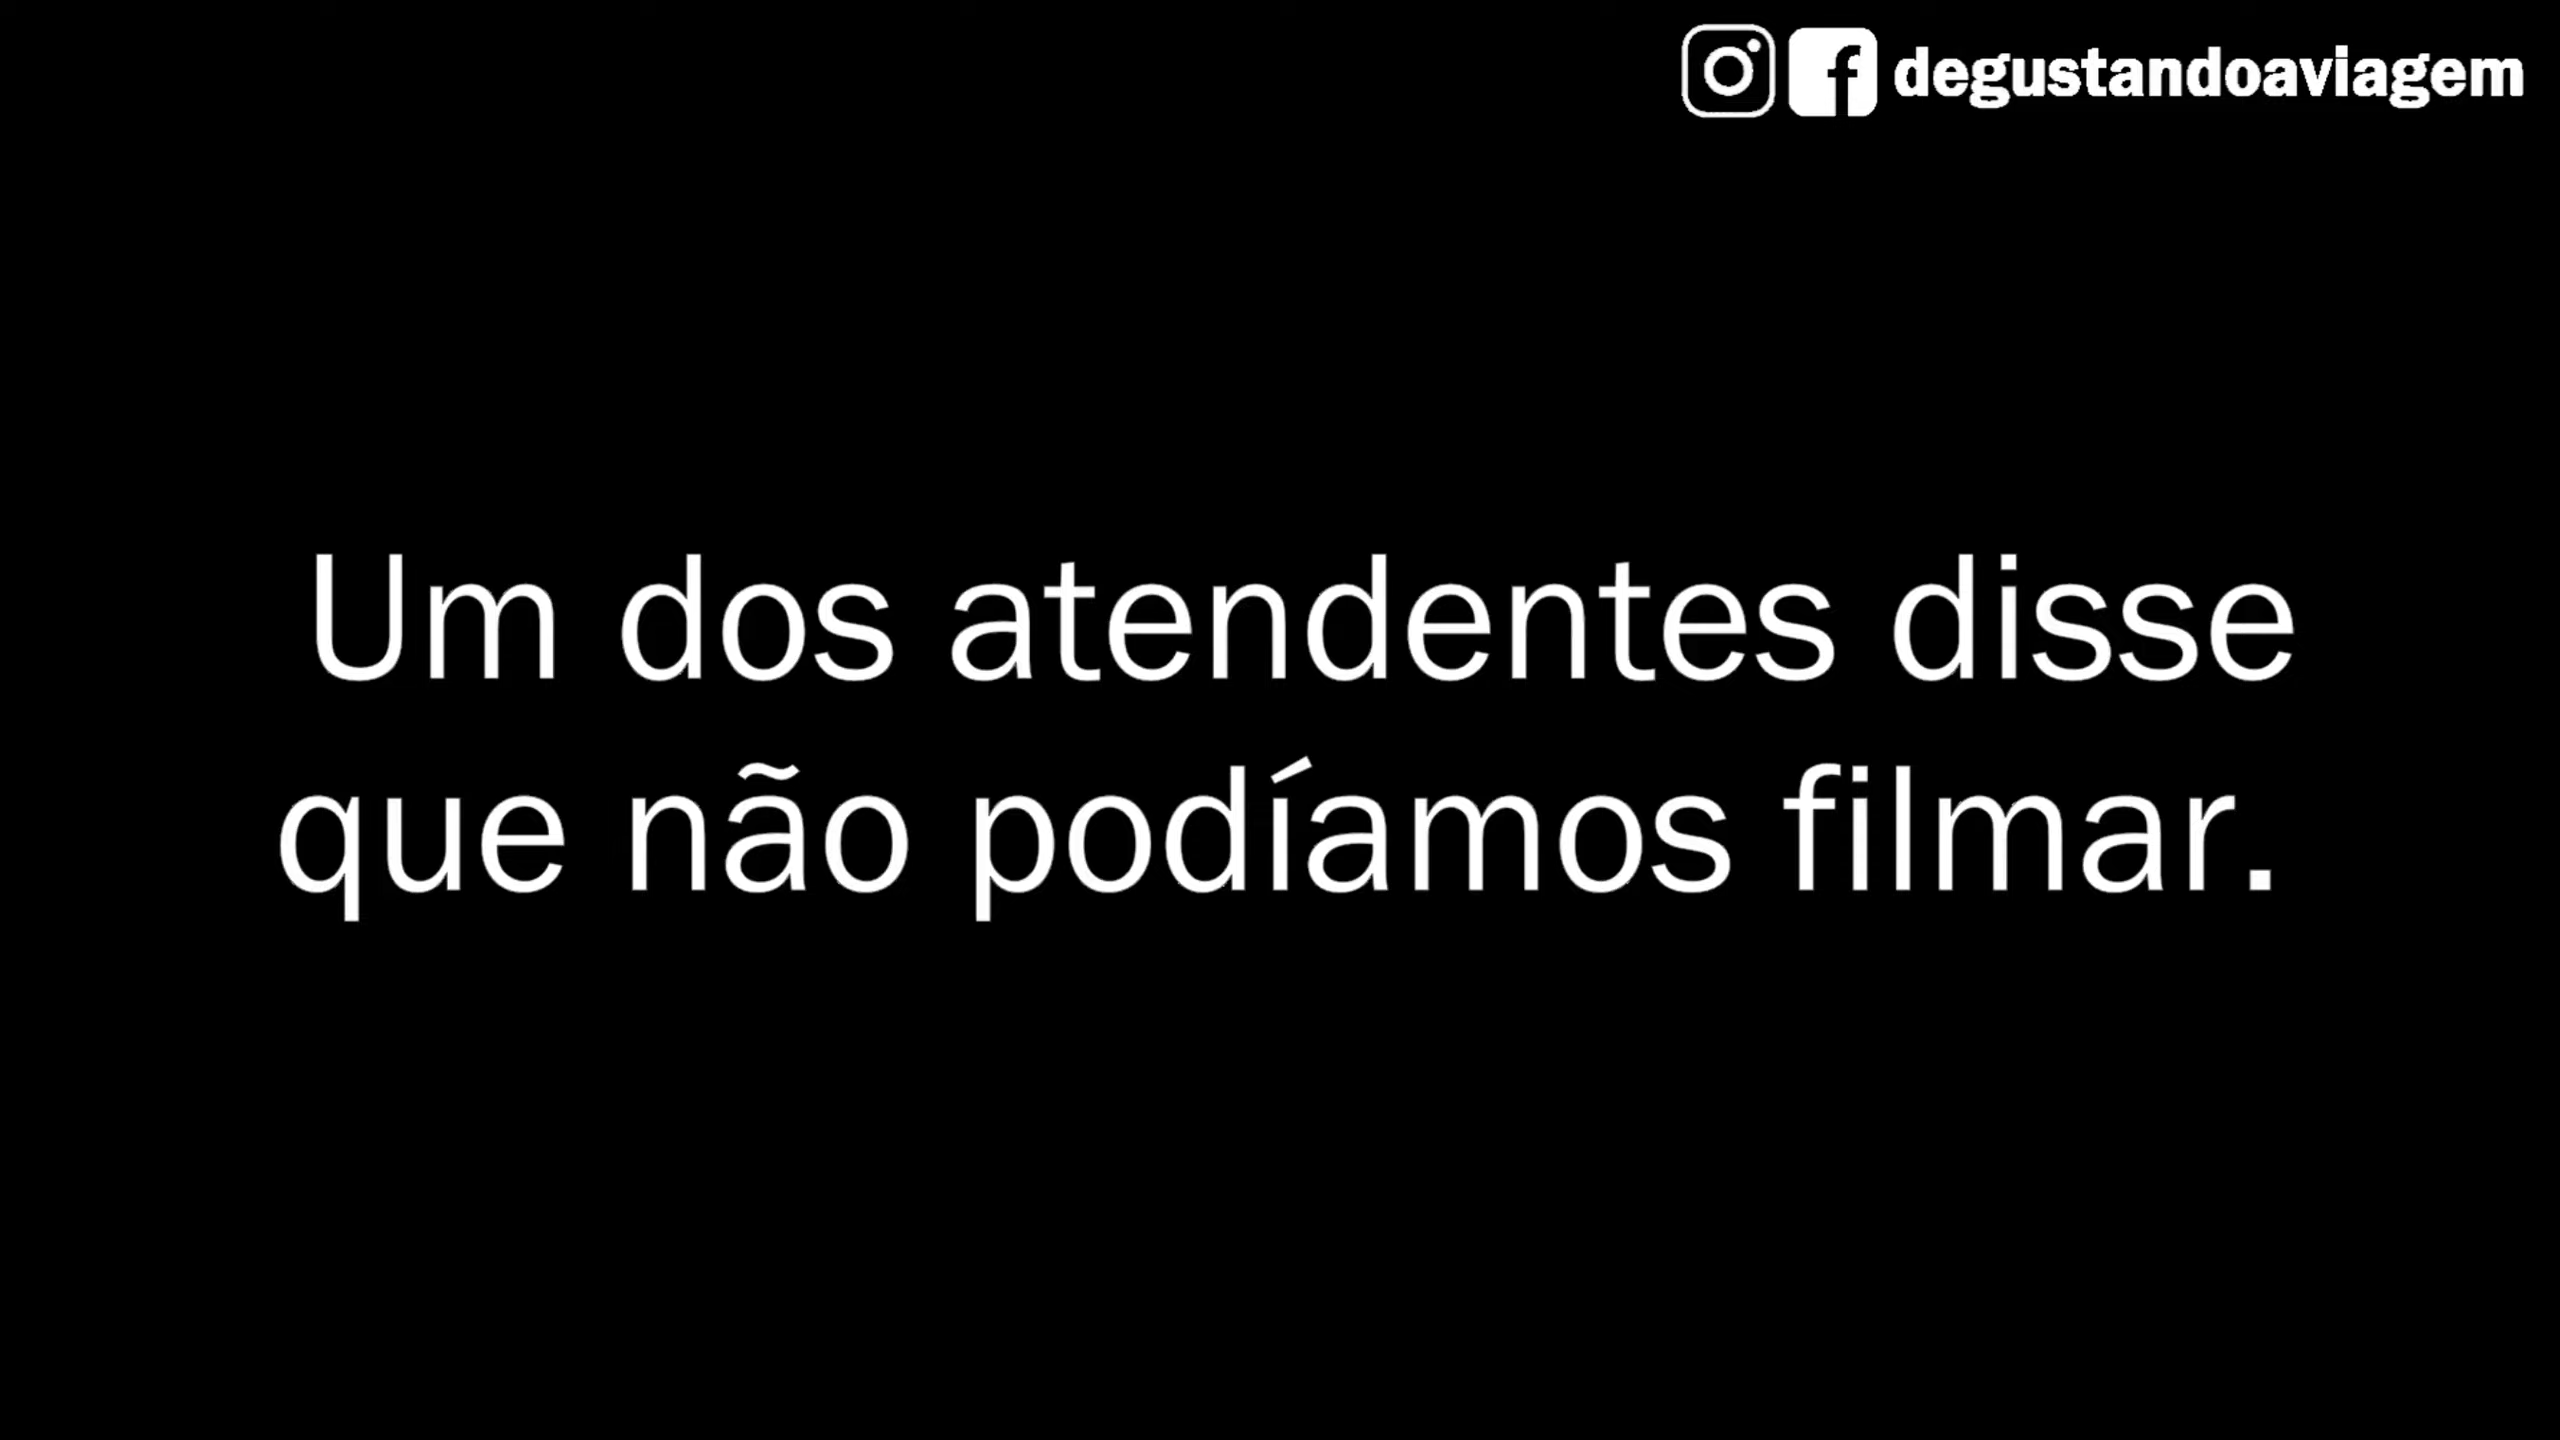 degustandoaviagem
Um dos atendentes disse
que não podíamos filmar.